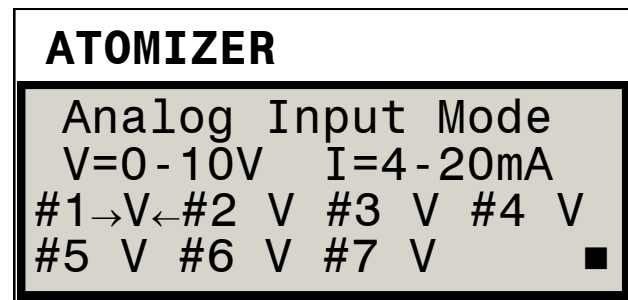 ATOMIZER
Analog Input Mode
V=0-10V I=4-20mA
#1→V←#2 V #3 V #4 V
#5 V #6 V #7 V ■